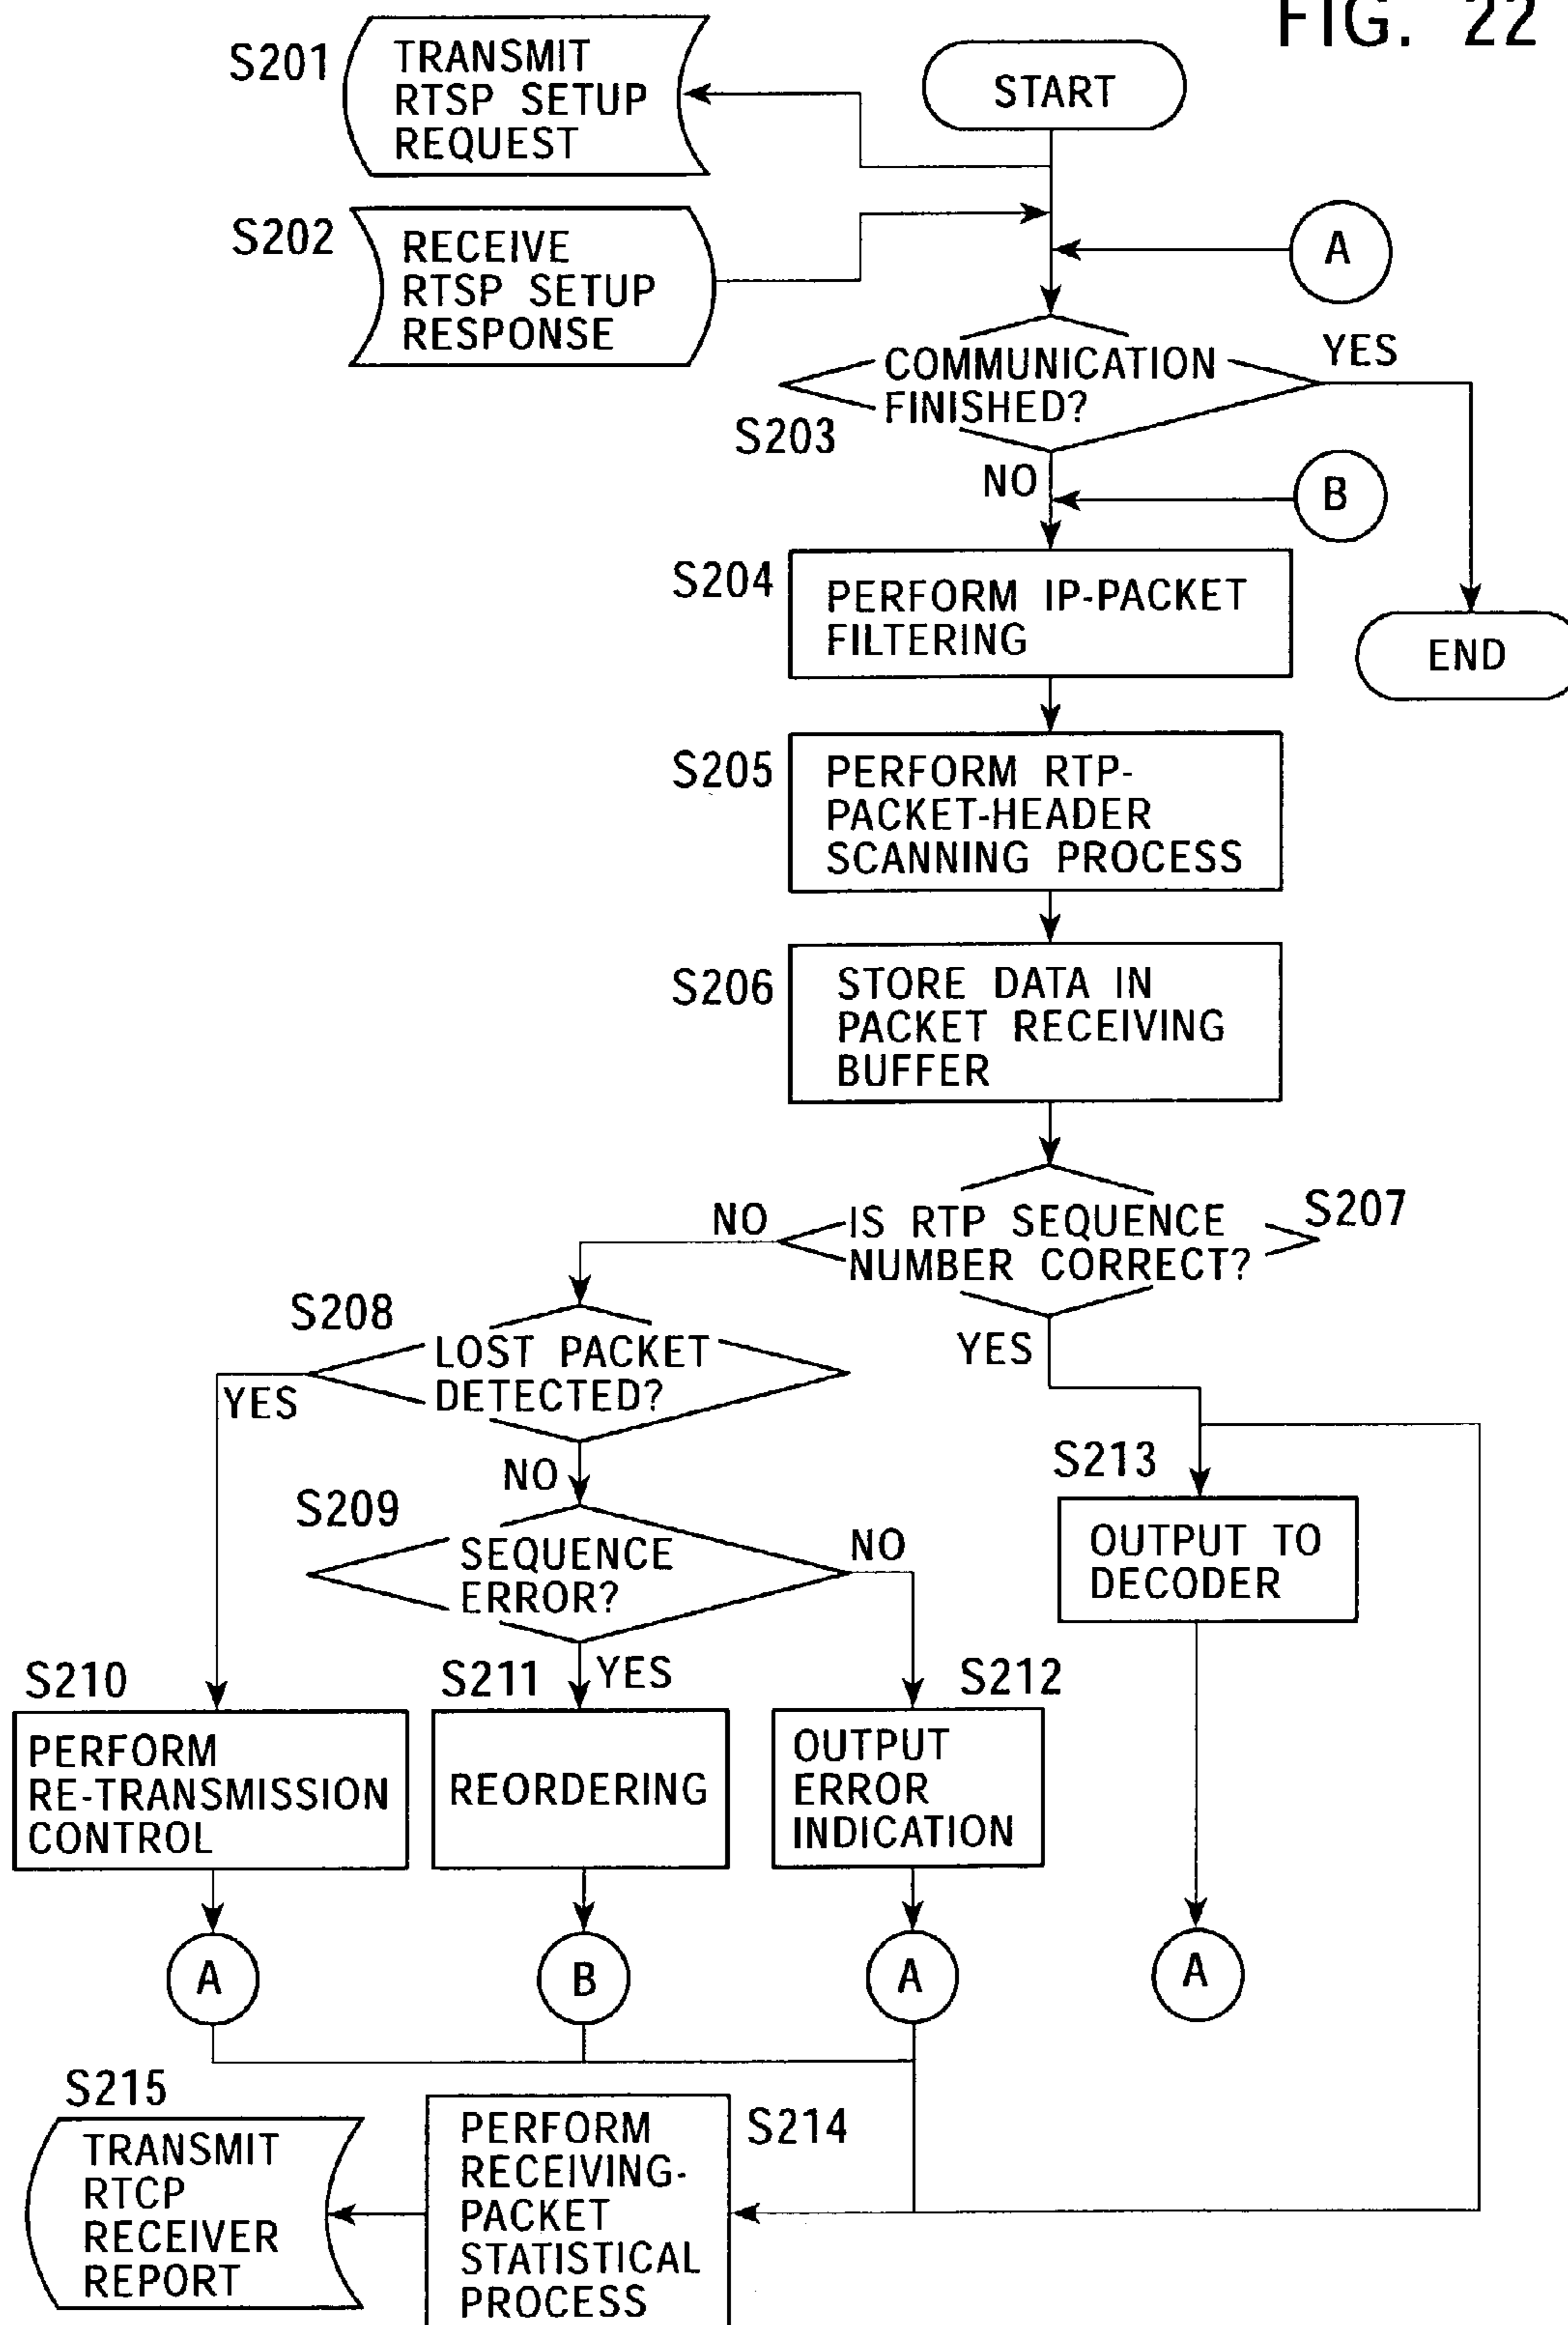 FIG. 22
S201
TRANSMIT
RTSP SETUP
REQUEST
START
S202
RECEIVE
RTSP SETUP
RESPONSE
A
COMMUNICATION
FINISHED?
YES
S203
NO
B
S204
PERFORM IP-PACKET
FILTERING
END
S205
PERFORM RTP-
PACKET-HEADER
SCANNING PROCESS
S206
STORE DATA IN
PACKET RECEIVING
BUFFER
NO
IS RTP SEQUENCE
NUMBER CORRECT?
S207
S208
LOST PACKET
DETECTED?
YES
YES
NO
S209
SEQUENCE
ERROR?
NO
S213
OUTPUT TO
DECODER
S210
PERFORM
RE-TRANSMISSION
CONTROL
S211
YES
REORDERING
S212
OUTPUT
ERROR
INDICATION
A
B
A
A
S215
TRANSMIT
RTCP
RECEIVER
REPORT
PERFORM
RECEIVING-
PACKET
STATISTICAL
PROCESS
S214